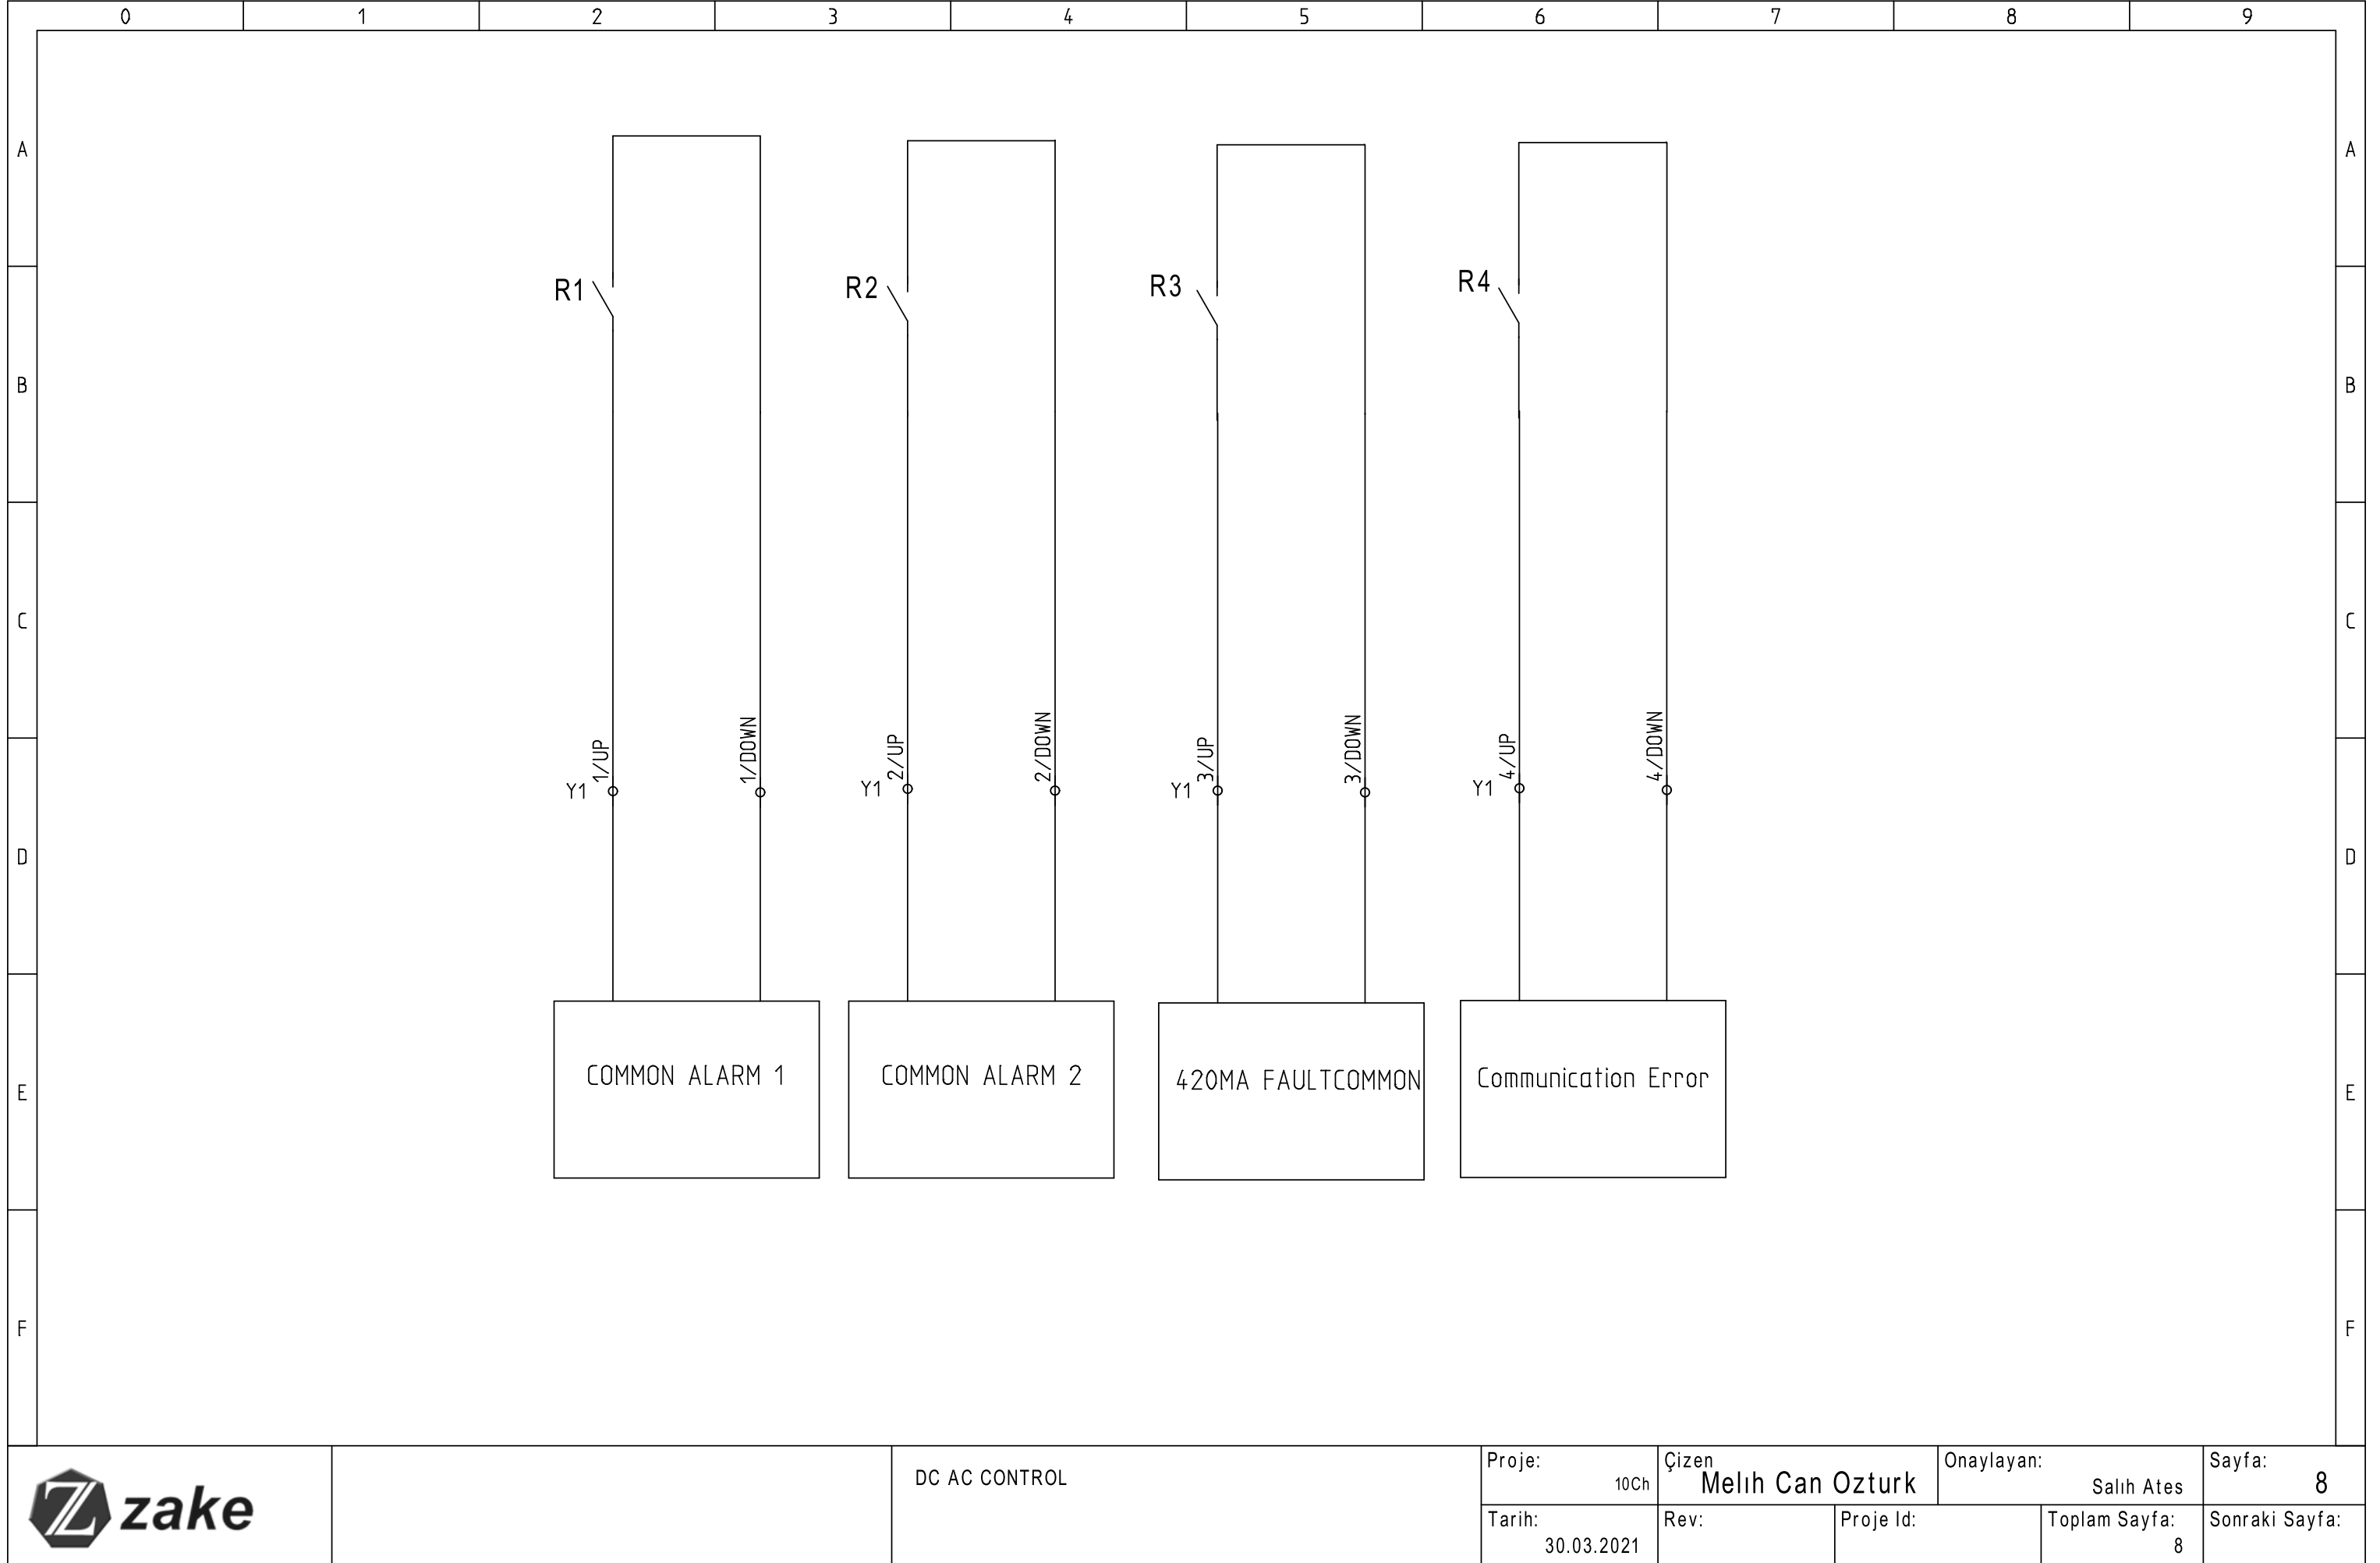 0 1 2 3 4 5 6 7 8 9
A A
R1 R2 R3 R4
B B
C C
1/UP 1/DOWN 2/UP 2/DOWN 3/UP 3/DOWN 4/UP 4/DOWN
Y1 Y1 Y1 Y1
D D
COMMON ALARM 1 COMMON ALARM 2 420MA FAULTCOMMON Communication Error
E E
F F
zake
DC AC CONTROL
Proje:
10Ch
Çizen
Melıh Can Ozturk
Onaylayan:
Salıh Ates
Sayfa:
8
Tarih:
30.03.2021
Rev:
Proje Id:
Toplam Sayfa:
8
Sonraki Sayfa: